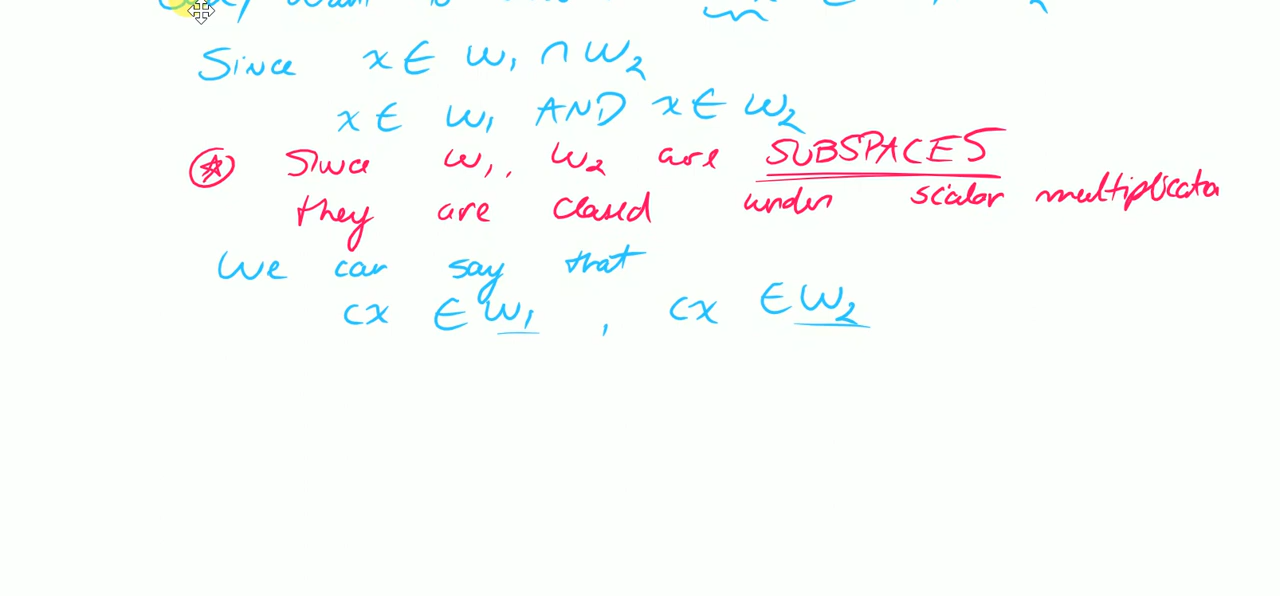 Since x ∈ W₁ ∩ W₂
x ∈ W₁ AND x ∈ W₂
⊛ Since W₁, W₂ are SUBSPACES
they are closed under scalar multiplication
We can say that
cx ∈ W₁ , cx ∈ W₂